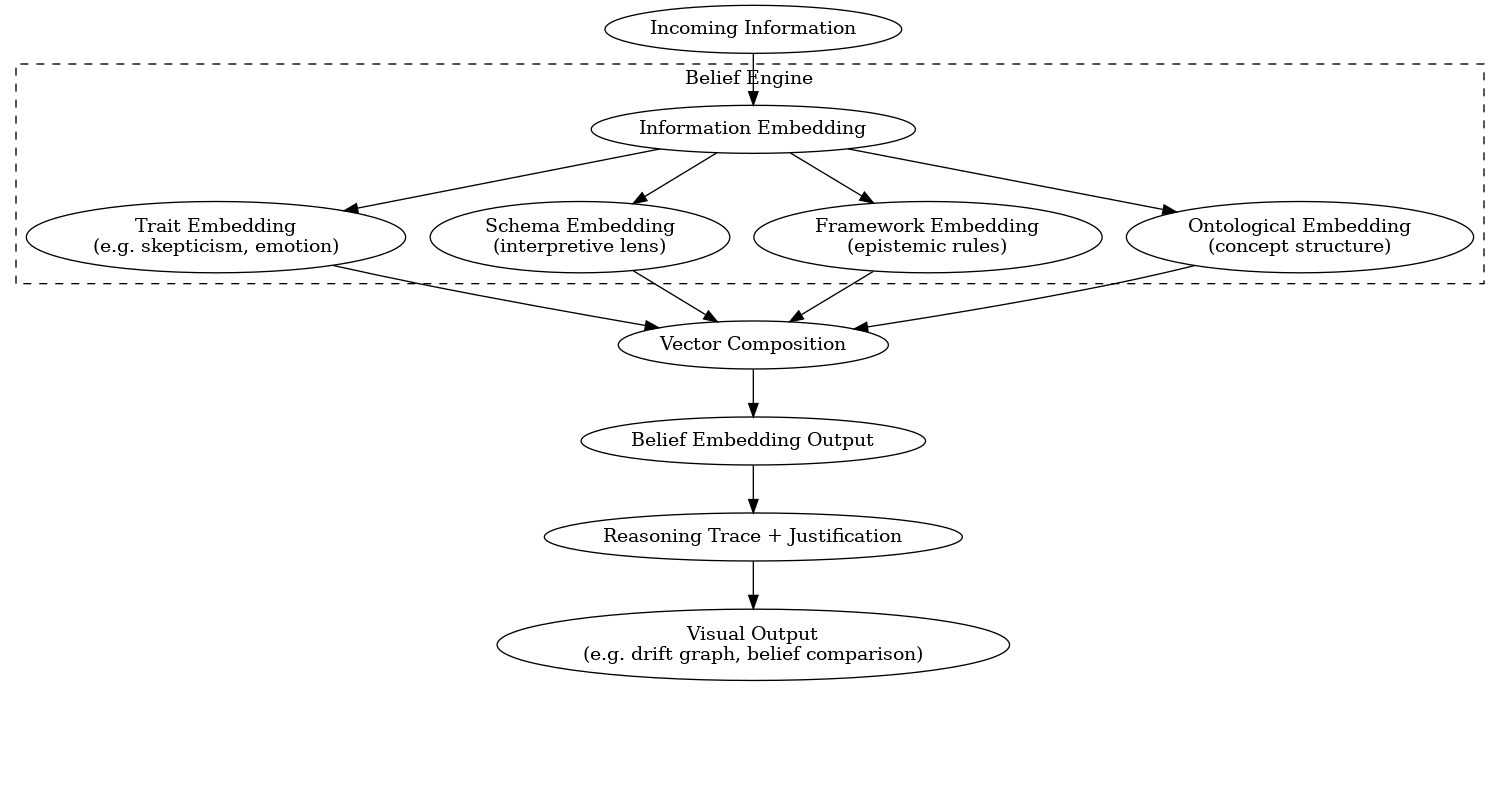 Incoming Information
Belief Engine
Information Embedding
Trait Embedding
(e.g. skepticism, emotion)
Schema Embedding
(interpretive lens)
Framework Embedding
(epistemic rules)
Ontological Embedding
(concept structure)
Vector Composition
Belief Embedding Output
Reasoning Trace + Justification
Visual Output
(e.g. drift graph, belief comparison)